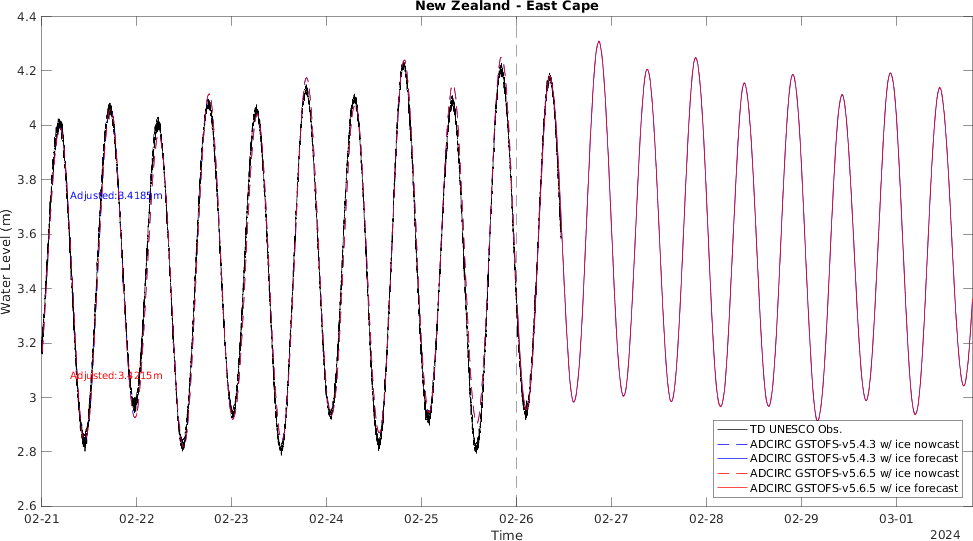 New Zealand - East Cape
4.4
4.2
4
3.8
3.6
3.4
3.2
3
2.8
2.6
Water Level (m)
Adjusted:3.4185m
Adjusted:3.4215m
TD UNESCO Obs.
ADCIRC GSTOFS-v5.4.3 w/ ice nowcast
ADCIRC GSTOFS-v5.4.3 w/ ice forecast
ADCIRC GSTOFS-v5.6.5 w/ ice nowcast
ADCIRC GSTOFS-v5.6.5 w/ ice forecast
02-21 02-22 02-23 02-24 02-25 02-26 02-27 02-28 02-29 03-01
Time
2024